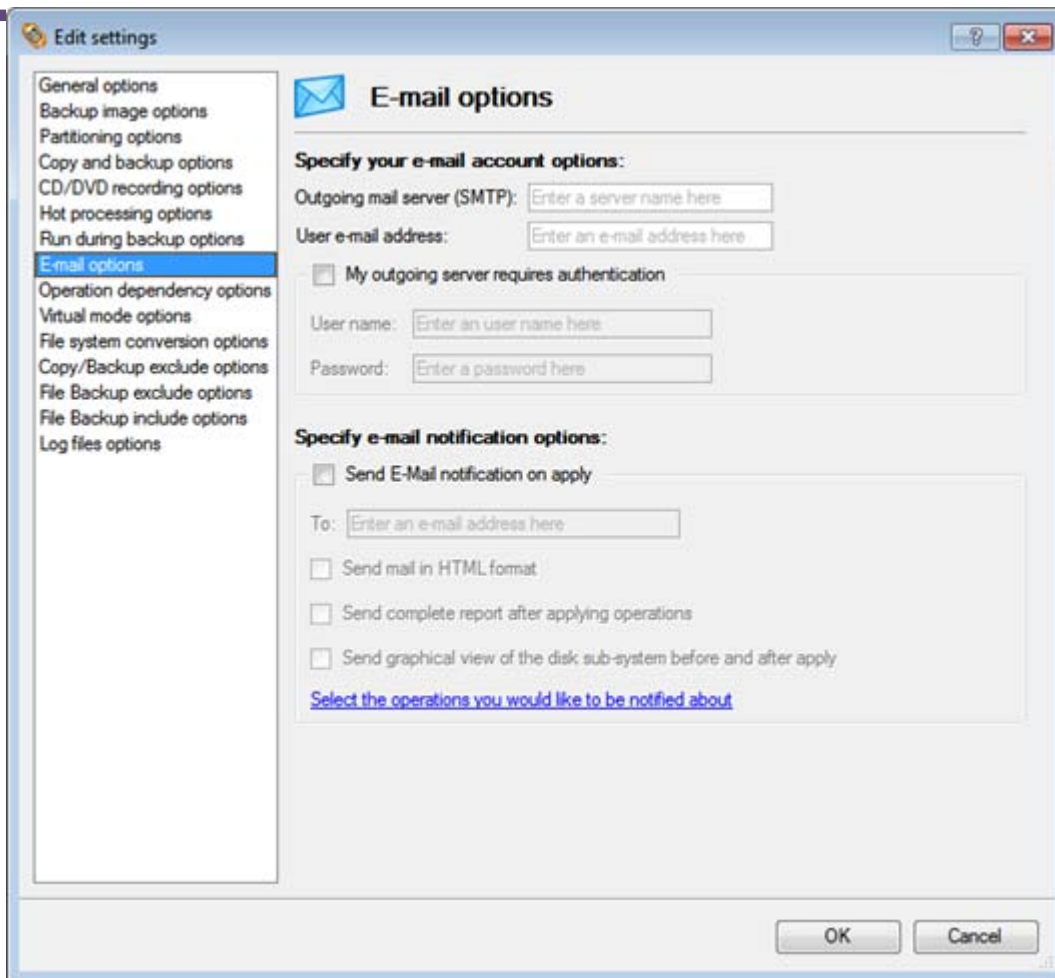 Edit settings
General options
Backup image options
Partitioning options
Copy and backup options
CD/DVD recording options
Hot processing options
Run during backup options
E-mail options
Operation dependency options
Virtual mode options
File system conversion options
Copy/Backup exclude options
File Backup exclude options
File Backup include options
Log files options
E-mail options
Specify your e-mail account options:
Outgoing mail server (SMTP): Enter a server name here
User e-mail address: Enter an e-mail address here
My outgoing server requires authentication
User name: Enter an user name here
Password: Enter a password here
Specify e-mail notification options:
Send E-Mail notification on apply
To: Enter an e-mail address here
Send mail in HTML format
Send complete report after applying operations
Send graphical view of the disk sub-system before and after apply
Select the operations you would like to be notified about
OK Cancel